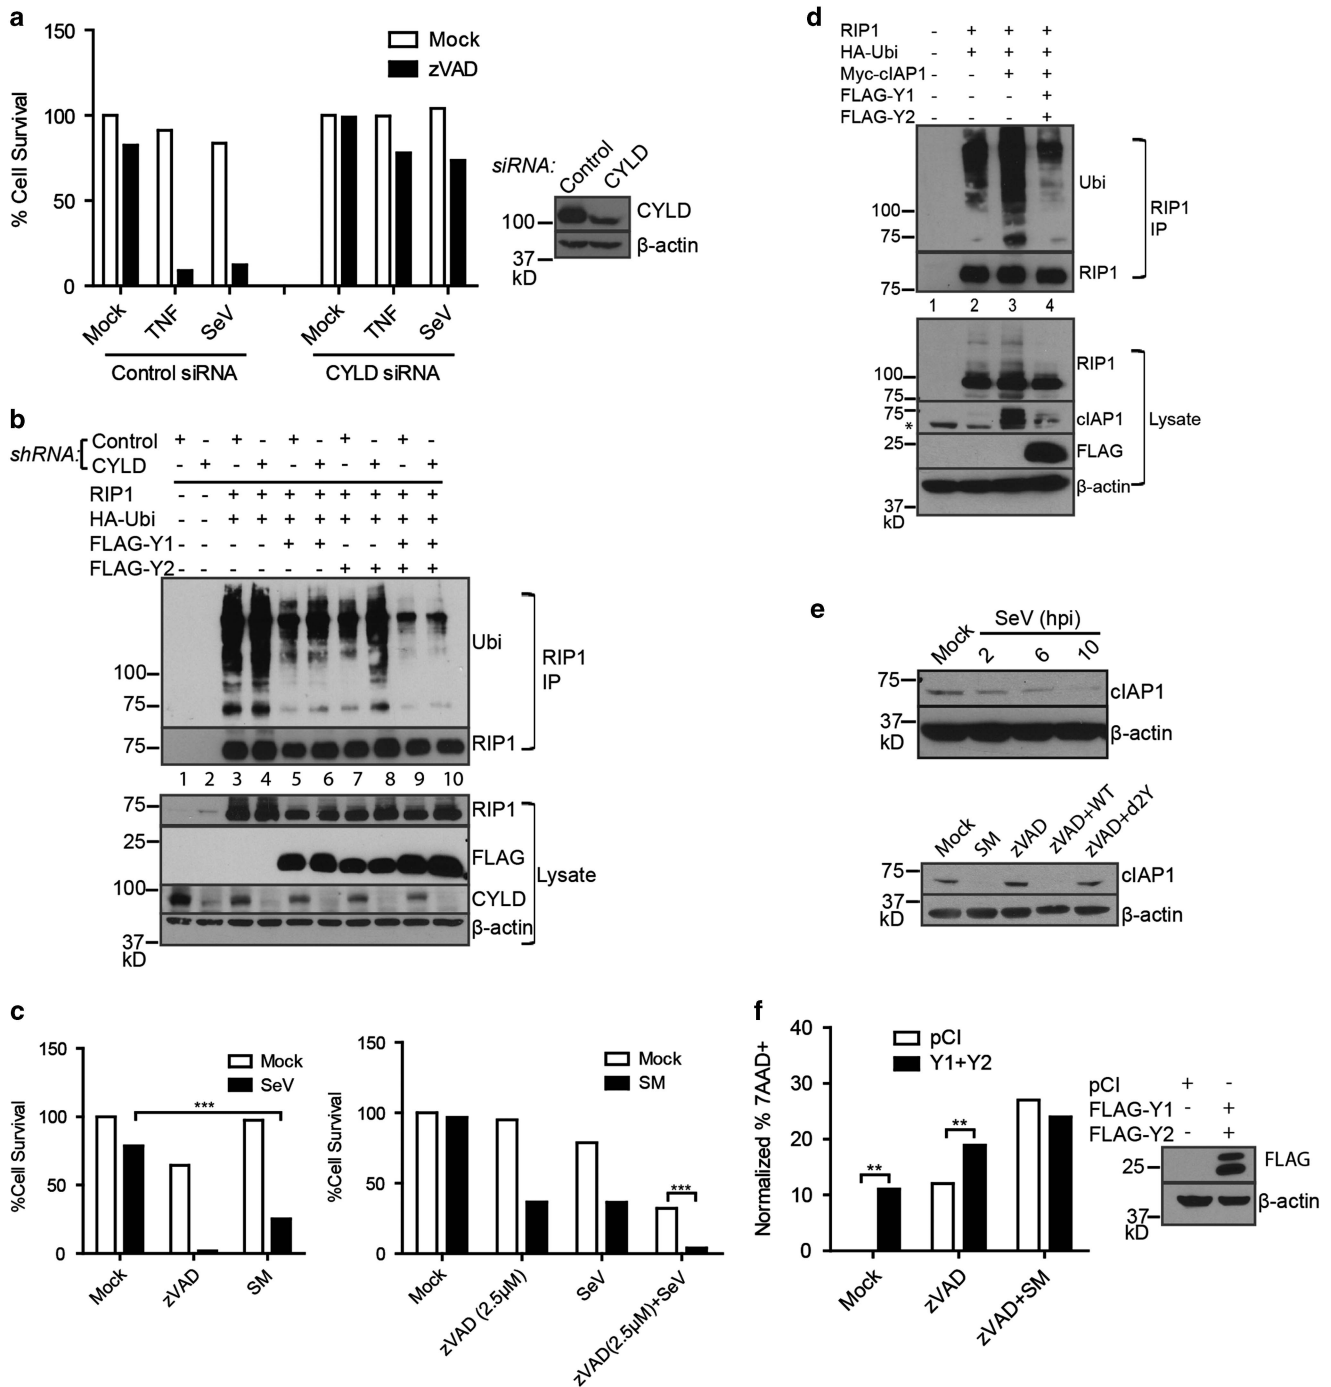 a
150
100
50
0
% Cell Survival
Mock
zVAD
Mock
TNF
SeV
Mock
TNF
SeV
Control siRNA
CYLD siRNA
siRNA:
Control
CYLD
100
CYLD
β-actin
37
kD
b
shRNA:
Control + - + - + - + - + -
CYLD - + - + - + - + - +
RIP1 - - + + + + + + + +
HA-Ubi - - + + + + + + + +
FLAG-Y1 - - - - + + - - + +
FLAG-Y2 - - - - - - + + + +
Ubi
100
75
RIP1
IP
75
RIP1
1 2 3 4 5 6 7 8 9 10
75
RIP1
25
FLAG
Lysate
100
CYLD
β-actin
37
kD
c
%Cell Survival
150
100
50
0
Mock
SeV
***
Mock
zVAD
SM
%Cell Survival
150
100
50
0
Mock
SM
***
Mock
zVAD (2.5μM)
SeV
zVAD(2.5μM)+SeV
d
RIP1 - + + +
HA-Ubi - + + +
Myc-cIAP1 - - + +
FLAG-Y1 - - - +
FLAG-Y2 - - - +
Ubi
100
75
RIP1
IP
RIP1
75
1 2 3 4
RIP1
100
75
75
*
cIAP1
Lysate
25
FLAG
β-actin
37
kD
e
SeV (hpi)
Mock
2
6
10
75
cIAP1
37
kD
β-actin
Mock
SM
zVAD
zVAD+WT
zVAD+d2Y
75
cIAP1
37
kD
β-actin
f
Normalized % 7AAD+
40
30
20
10
0
pCI
Y1+Y2
**
**
Mock
zVAD
zVAD+SM
pCI + -
FLAG-Y1 - +
FLAG-Y2 - +
25
FLAG
β-actin
37
kD